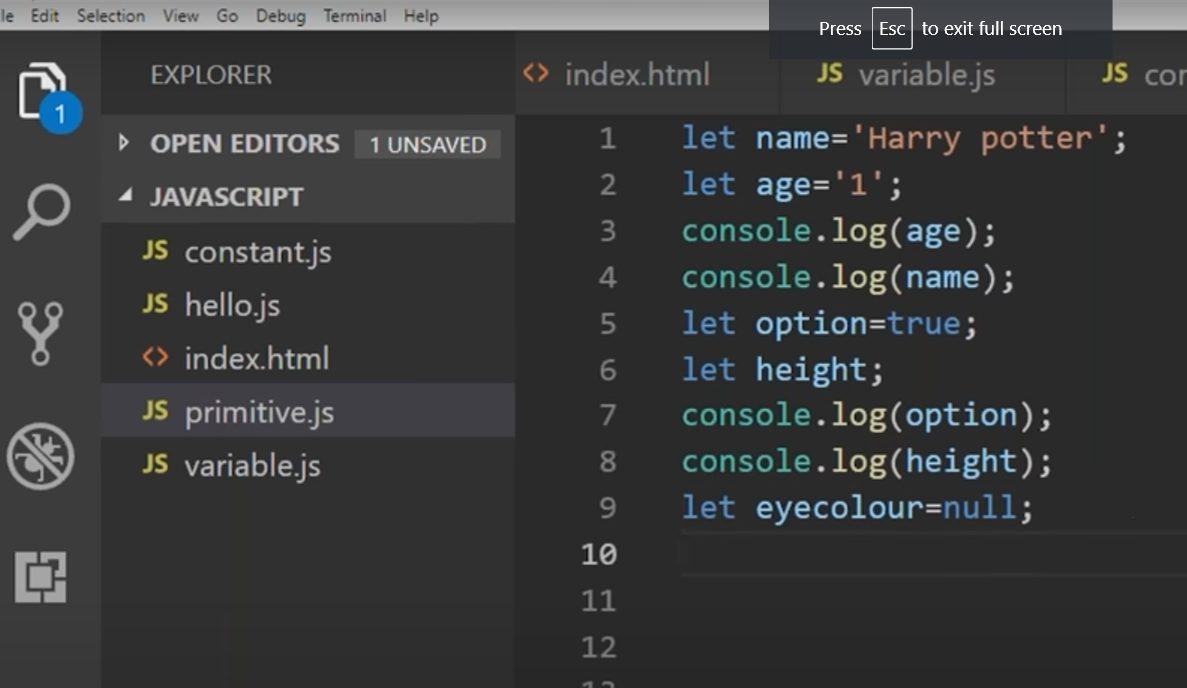 le Edit Selection View Go Debug Terminal Help
Press Esc to exit full screen
EXPLORER
1
OPEN EDITORS 1 UNSAVED
JAVASCRIPT
JS constant.js
JS hello.js
<> index.html
JS primitive.js
JS variable.js
<> index.html JS variable.js JS con
1 let name='Harry potter';
2 let age='1';
3 console.log(age);
4 console.log(name);
5 let option=true;
6 let height;
7 console.log(option);
8 console.log(height);
9 let eyecolour=null;
10
11
12